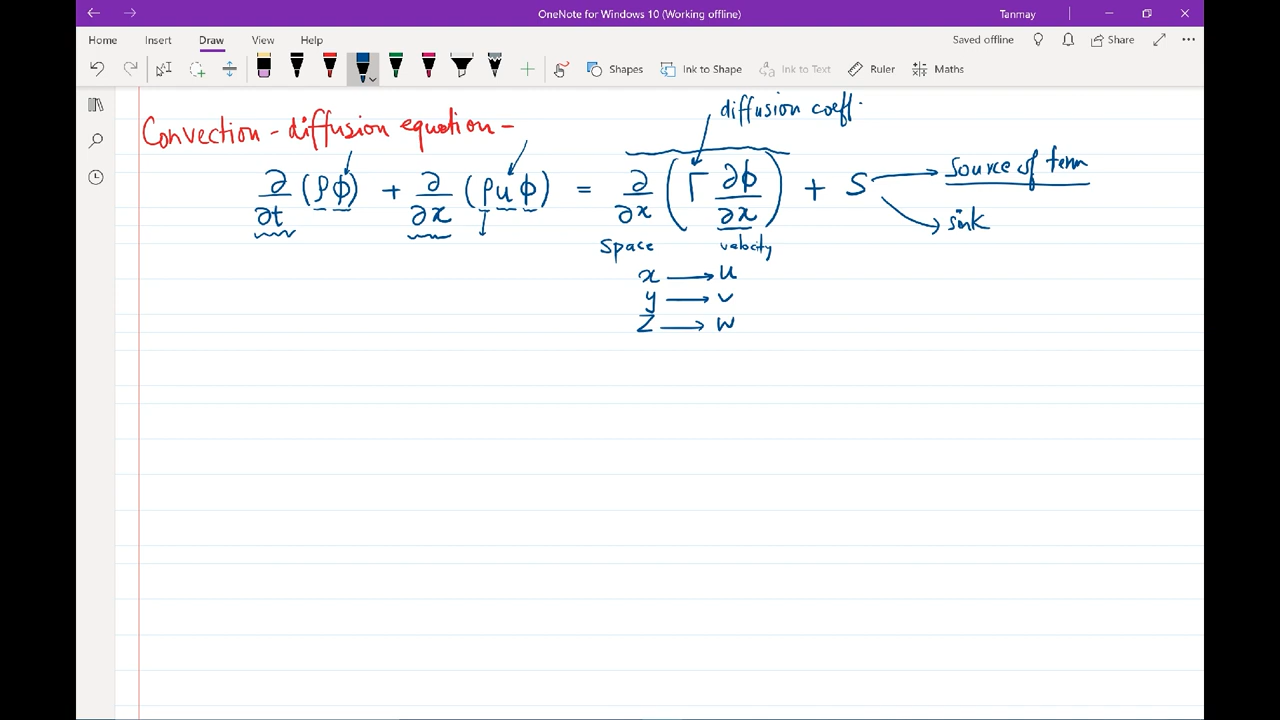 OneNote for Windows 10 (Working offline)
Tanmay
Home Insert Draw View Help
Saved offline Share
Shapes Ink to Shape Ink to Text Ruler Maths
diffusion coeff.
Convection - diffusion equation -
∂/∂t (ρϕ) + ∂/∂x (ρuϕ) = ∂/∂x (Γ ∂ϕ/∂x) + S
Source of term
sink
Space velocity
x → u
y → v
z → w